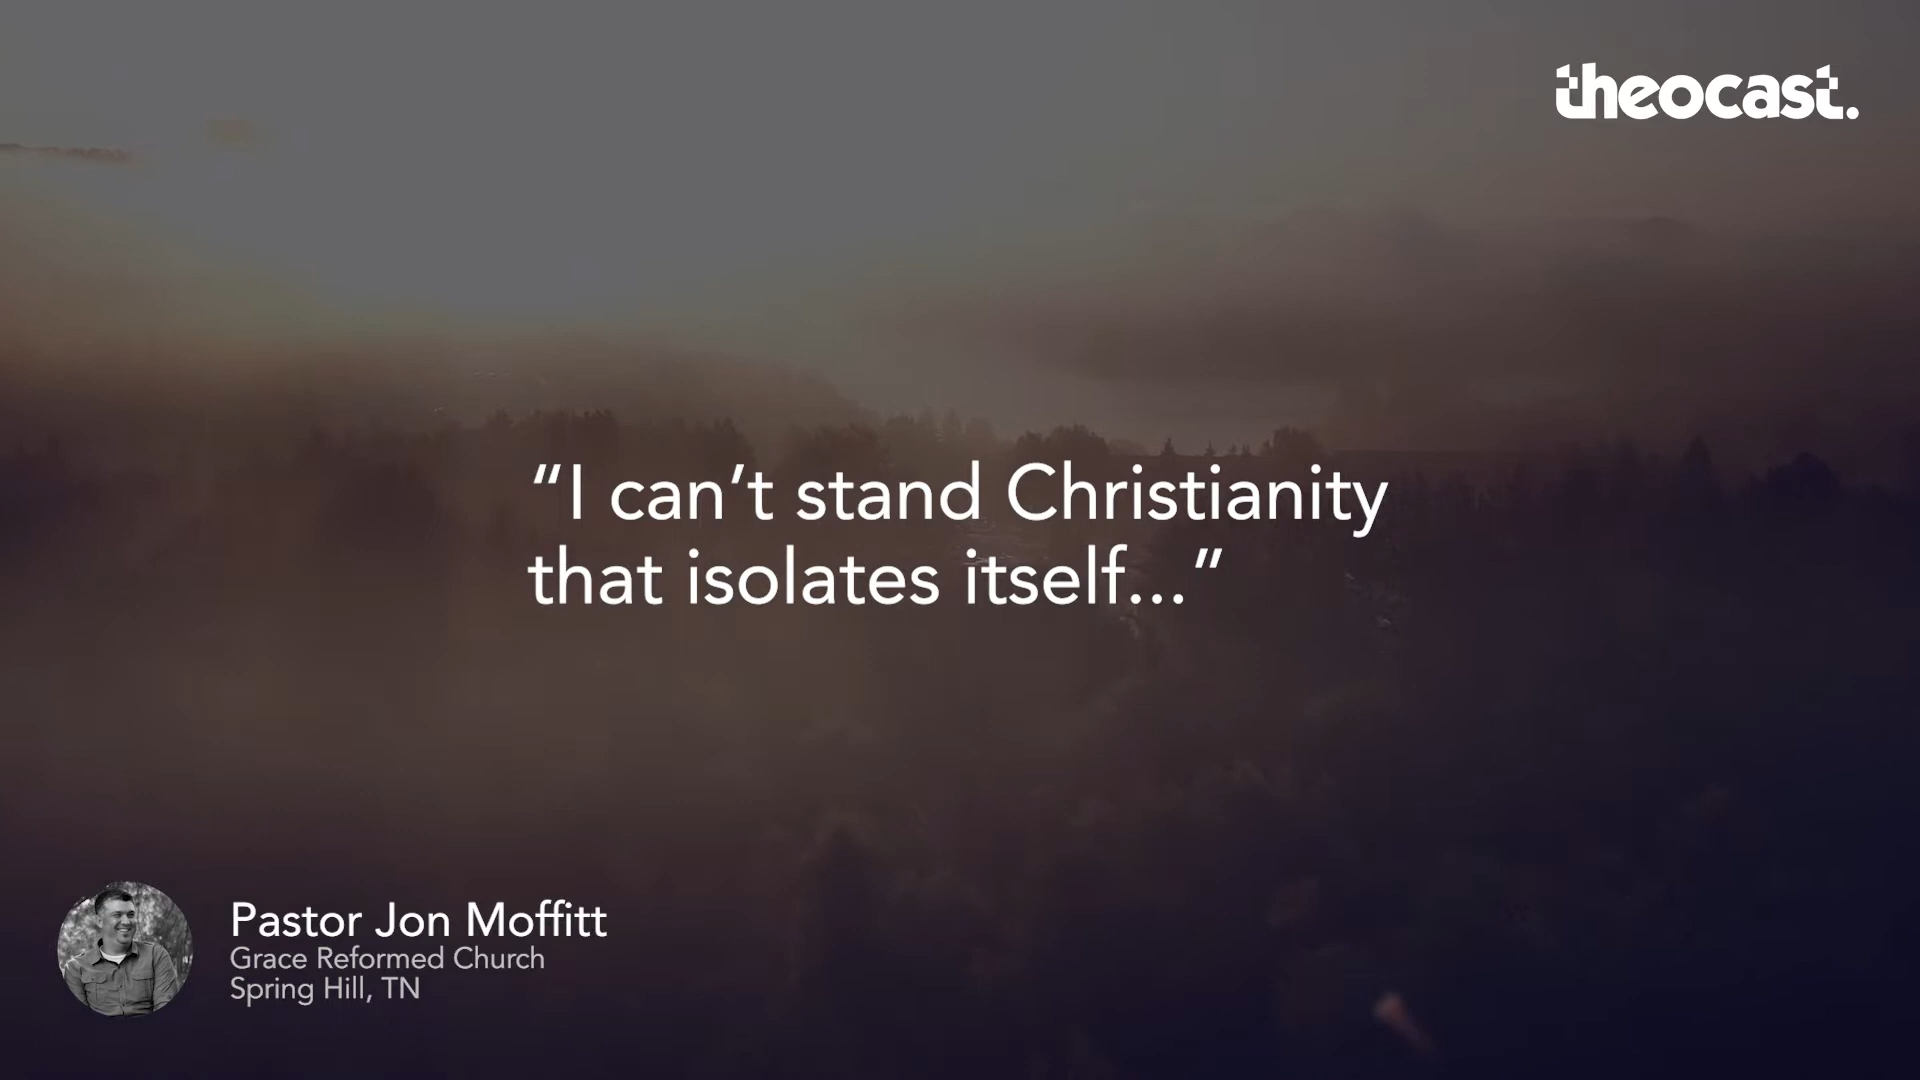 theocast.
“I can’t stand Christianity
that isolates itself...”
Pastor Jon Moffitt
Grace Reformed Church
Spring Hill, TN